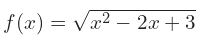 f(x) = √(x² − 2x + 3)